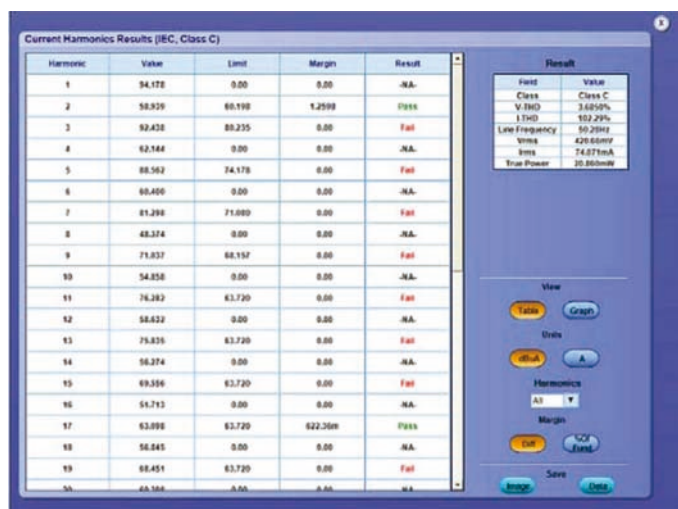 X
Current Harmonics Results (IEC, Class C)
Harmonic Value Limit Margin Result
1 94.178 0.00 0.00 -NA-
2 58.939 60.198 1.2598 Pass
3 92.438 80.235 0.00 Fail
4 62.144 0.00 0.00 -NA-
5 88.562 74.178 0.00 Fail
6 60.400 0.00 0.00 -NA-
7 81.298 71.080 0.00 Fail
8 48.374 0.00 0.00 -NA-
9 71.837 68.157 0.00 Fail
10 54.858 0.00 0.00 -NA-
11 76.282 63.720 0.00 Fail
12 58.632 0.00 0.00 -NA-
13 75.835 63.720 0.00 Fail
14 56.274 0.00 0.00 -NA-
15 69.556 63.720 0.00 Fail
16 51.713 0.00 0.00 -NA-
17 63.098 63.720 622.36m Pass
18 56.845 0.00 0.00 -NA-
19 68.451 63.720 0.00 Fail
Result
Field Value
Class Class C
V-THD 3.6850%
I-THD 102.29%
Line Frequency 50.20Hz
Vrms 420.66mV
Irms 74.071mA
True Power 20.860mW
View
Table Graph
Units
dBuA A
Harmonics
All
Margin
Diff %Of Fund
Save
Image Data